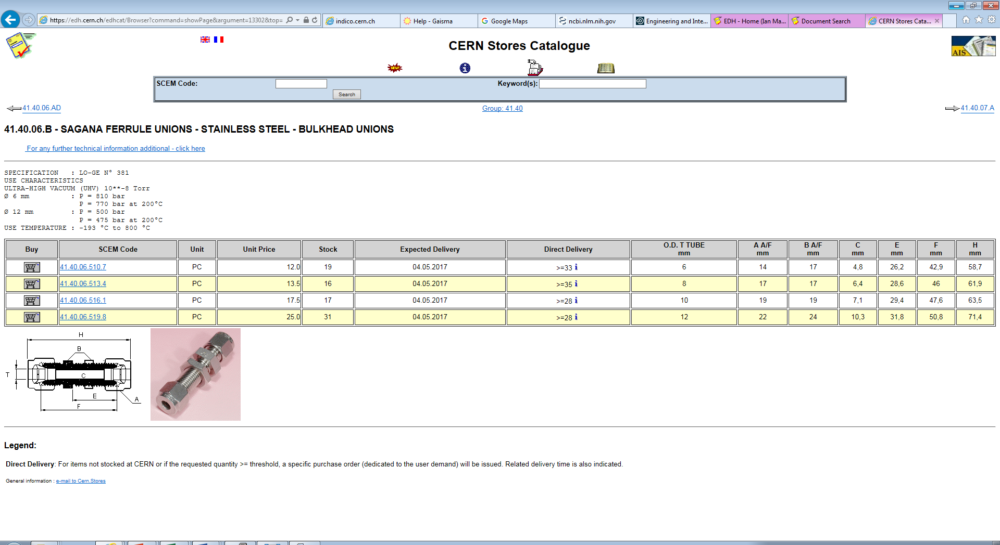 https://edh.cern.ch/edhcat/Browser?command=showPage&argument=13302&top=
indico.cern.ch
Help - Gaisma
Google Maps
ncbi.nlm.nih.gov
Engineering and Inte...
EDH - Home (Ian Ma...
Document Search
CERN Stores Cata...
CERN Stores Catalogue
AIS
NEW!
SCEM Code:
Keyword(s):
Search
41.40.06.AD
Group: 41.40
41.40.07.A
41.40.06.B - SAGANA FERRULE UNIONS - STAINLESS STEEL - BULKHEAD UNIONS
For any further technical information additional - click here
SPECIFICATION : LO-GE N° 381
USE CHARACTERISTICS
ULTRA-HIGH VACUUM (UHV) 10**-8 Torr
Ø 6 mm : P = 810 bar
P = 770 bar at 200°C
Ø 12 mm : P = 500 bar
P = 475 bar at 200°C
USE TEMPERATURE : -193 °C to 800 °C
Buy SCEM Code Unit Unit Price Stock Expected Delivery Direct Delivery O.D. T TUBE mm A A/F mm B A/F mm C mm E mm F mm H mm
41.40.06.510.7 PC 12.0 19 04.05.2017 >=33 i 6 14 17 4,8 26,2 42,9 58,7
41.40.06.513.4 PC 13.5 16 04.05.2017 >=35 i 8 17 17 6,4 28,6 46 61,9
41.40.06.516.1 PC 17.5 17 04.05.2017 >=28 i 10 19 19 7,1 29,4 47,6 63,5
41.40.06.519.8 PC 25.0 31 04.05.2017 >=28 i 12 22 24 10,3 31,8 50,8 71,4
H
B
T
C
E
A
F
Legend:
Direct Delivery: For items not stocked at CERN or if the requested quantity >= threshold, a specific purchase order (dedicated to the user demand) will be issued. Related delivery time is also indicated.
General information : e-mail to Cern.Stores